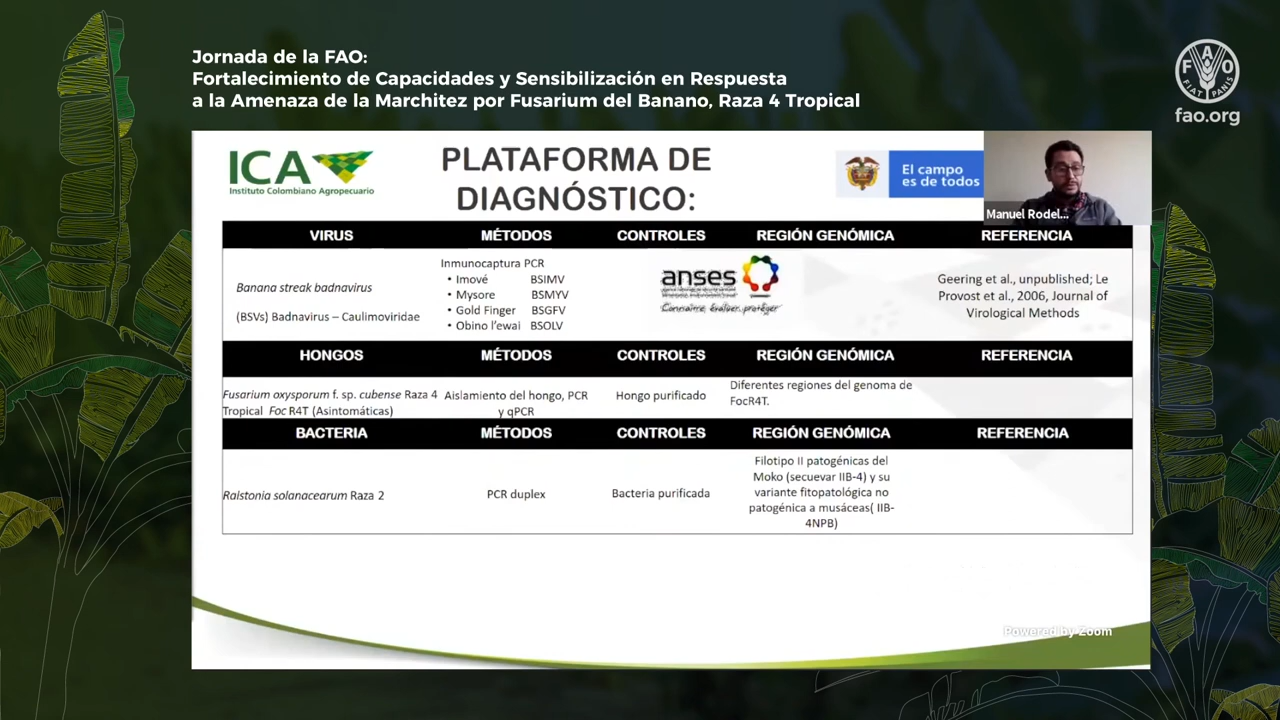 Jornada de la FAO:
Fortalecimiento de Capacidades y Sensibilización en Respuesta
a la Amenaza de la Marchitez por Fusarium del Banano, Raza 4 Tropical
F A O
FIAT PANIS
fao.org
ICA
Instituto Colombiano Agropecuario
PLATAFORMA DE
DIAGNÓSTICO:
El campo
es de todos
Manuel Rodel...
VIRUS MÉTODOS CONTROLES REGIÓN GENÓMICA REFERENCIA
Banana streak badnavirus
(BSVs) Badnavirus – Caulimoviridae
Inmunocaptura PCR
• Imové BSIMV
• Mysore BSMYV
• Gold Finger BSGFV
• Obino l'ewai BSOLV
anses
Connaître, évaluer, protéger
Geering et al., unpublished; Le
Provost et al., 2006, Journal of
Virological Methods
HONGOS MÉTODOS CONTROLES REGIÓN GENÓMICA REFERENCIA
Fusarium oxysporum f. sp. cubense Raza 4
Tropical Foc R4T (Asintomáticas)
Aislamiento del hongo, PCR
y qPCR
Hongo purificado
Diferentes regiones del genoma de
FocR4T.
BACTERIA MÉTODOS CONTROLES REGIÓN GENÓMICA REFERENCIA
Ralstonia solanacearum Raza 2
PCR duplex
Bacteria purificada
Filotipo II patogénicas del
Moko (secuevar IIB-4) y su
variante fitopatológica no
patogénica a musáceas( IIB-
4NPB)
Powered by Zoom